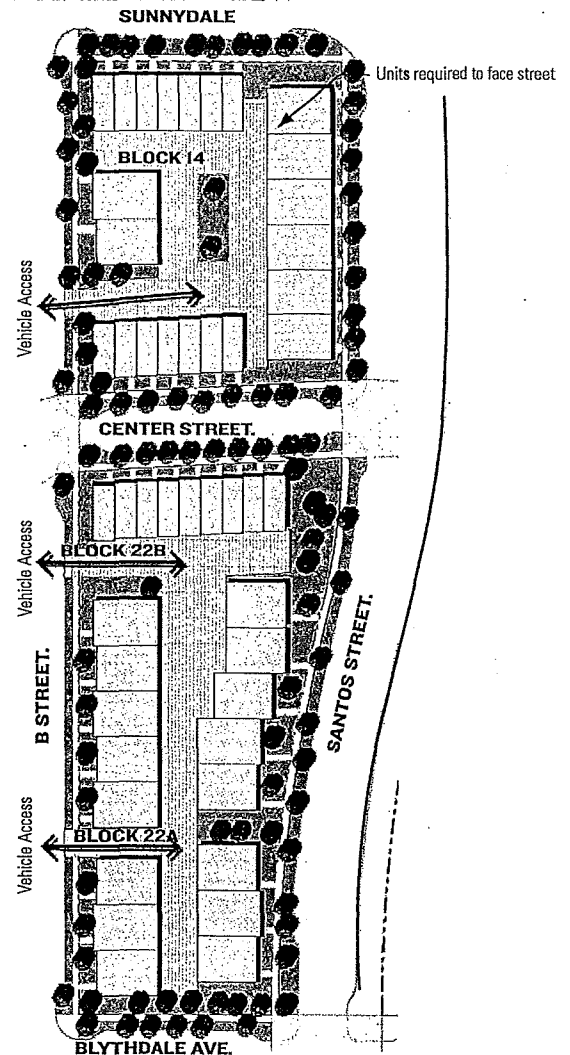 SUNNYDALE
Units required to face street
BLOCK 14
Vehicle Access
CENTER STREET.
BLOCK 22B
Vehicle Access
SANTOS STREET.
B STREET.
BLOCK 22A
Vehicle Access
BLYTHDALE AVE.